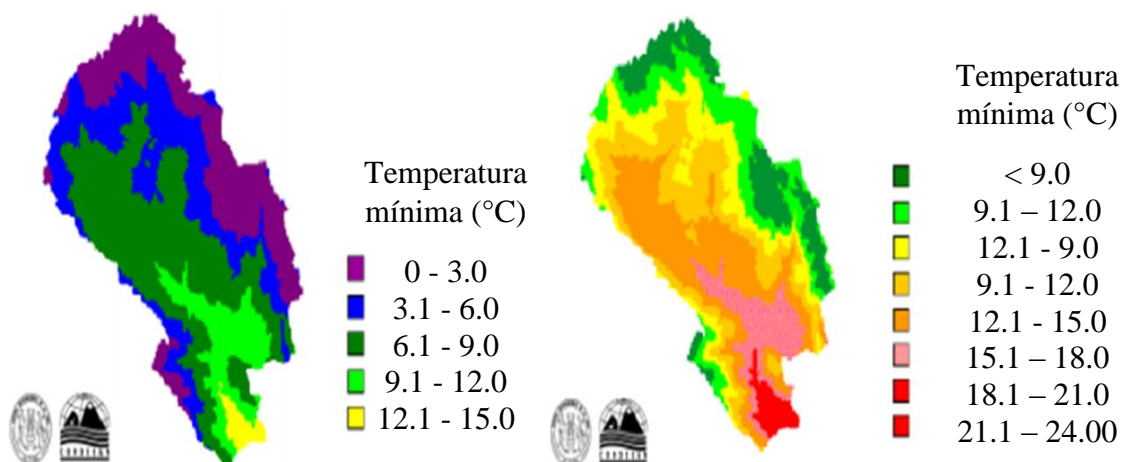 Temperatura
mínima (°C)
0 - 3.0
3.1 - 6.0
6.1 - 9.0
9.1 - 12.0
12.1 - 15.0
Temperatura
mínima (°C)
< 9.0
9.1 – 12.0
12.1 - 9.0
9.1 - 12.0
12.1 - 15.0
15.1 – 18.0
18.1 – 21.0
21.1 – 24.00